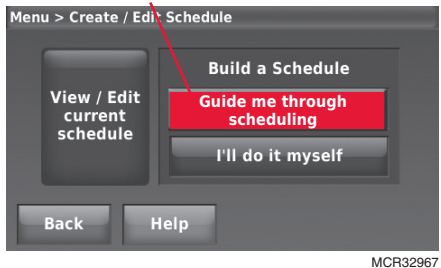 Menu > Create / Edit Schedule
View / Edit
current
schedule
Build a Schedule
Guide me through
scheduling
I'll do it myself
Back
Help
MCR32967